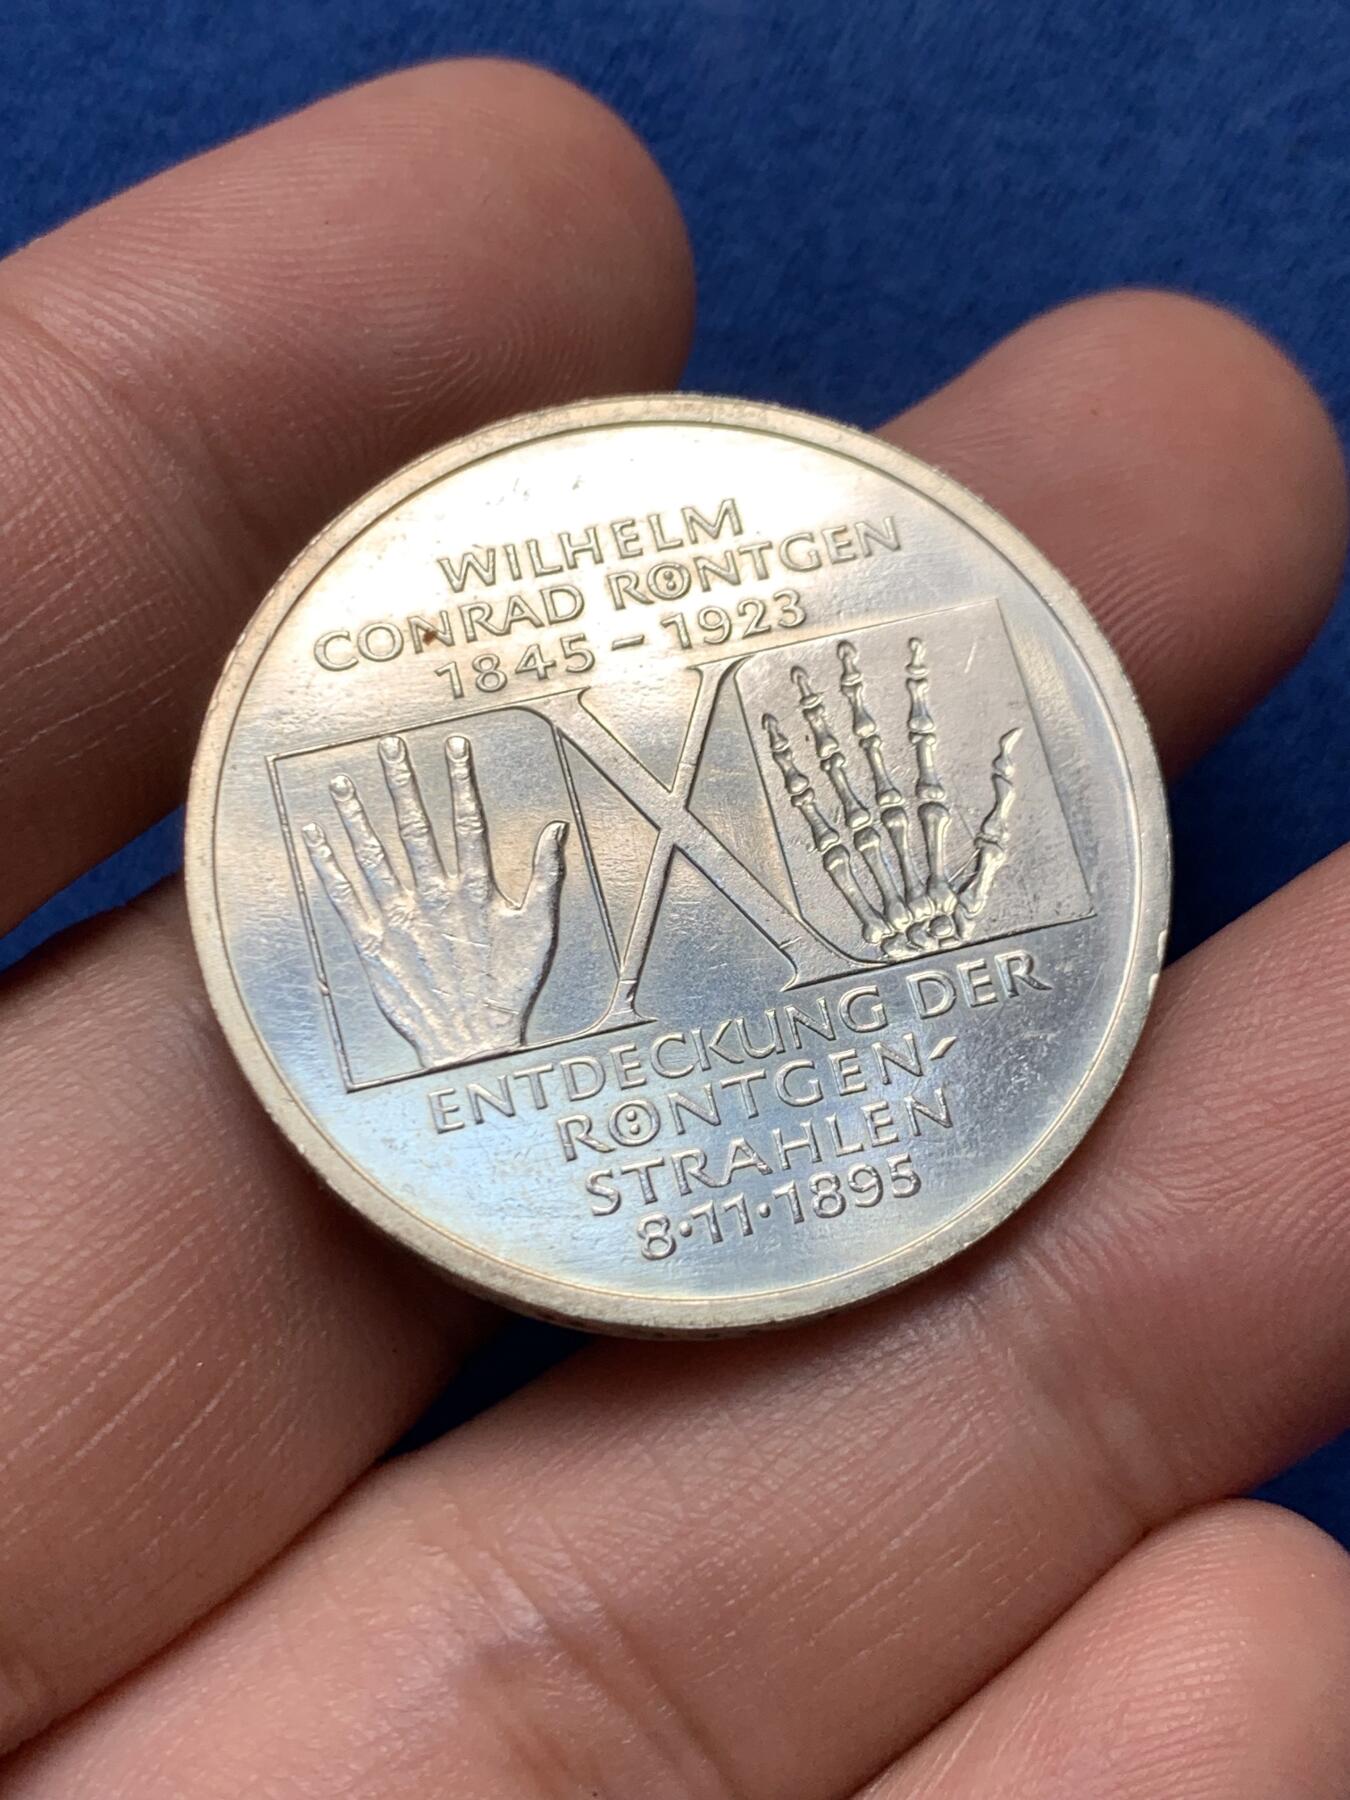 WILHELM
CONRAD RÖNTGEN
1845 – 1923
X
ENTDECKUNG DER
RÖNTGEN-
STRAHLEN
8·11·1895